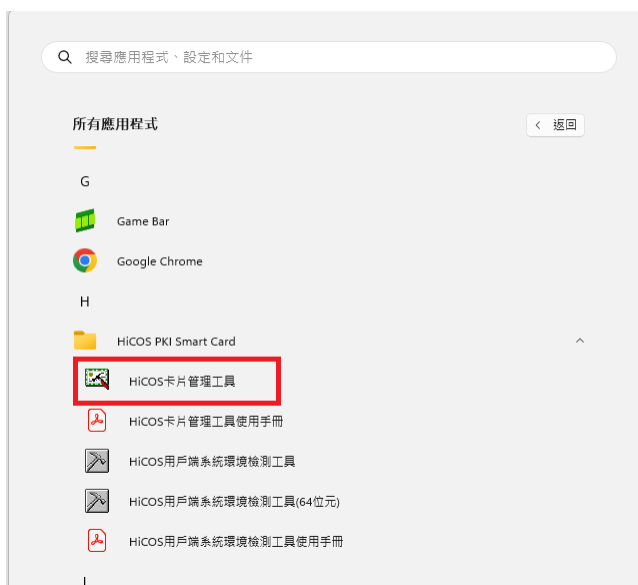 搜尋應用程式、設定和文件
所有應用程式
返回
G
Game Bar
Google Chrome
H
HiCOS PKI Smart Card
HiCOS卡片管理工具
HiCOS卡片管理工具使用手冊
HiCOS用戶端系統環境檢測工具
HiCOS用戶端系統環境檢測工具(64位元)
HiCOS用戶端系統環境檢測工具使用手冊